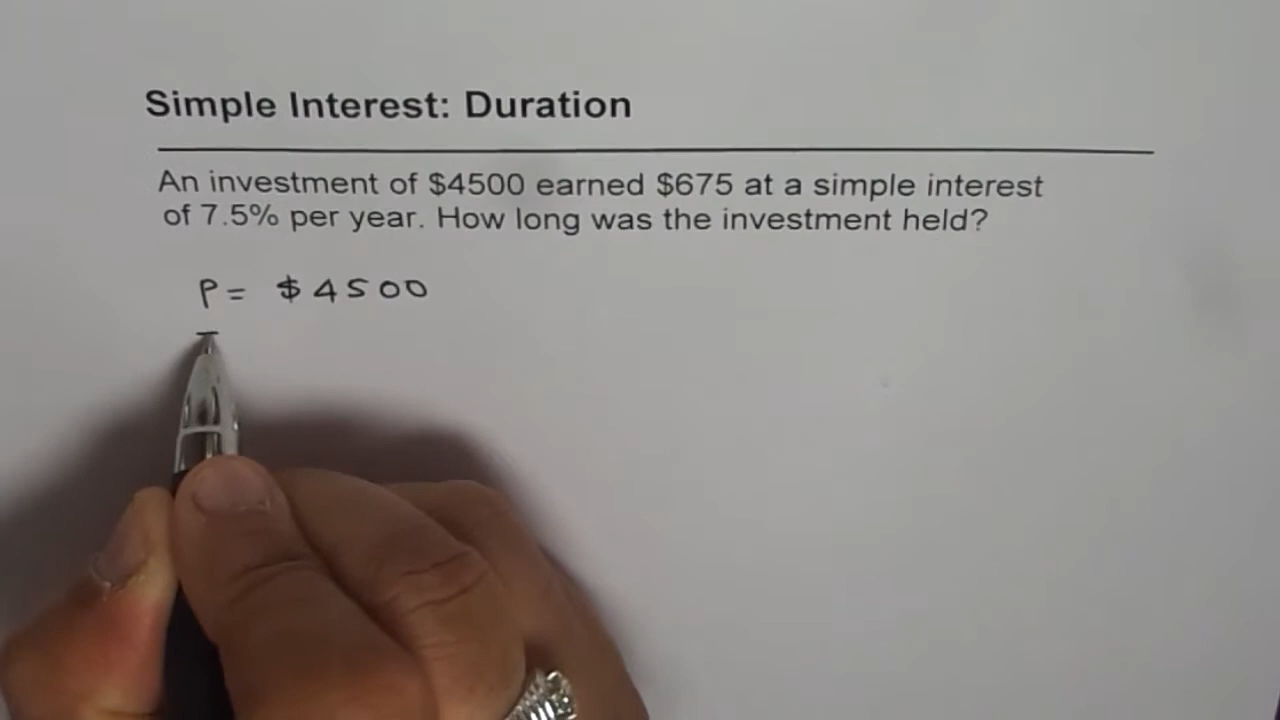 Simple Interest: Duration
An investment of $4500 earned $675 at a simple interest
of 7.5% per year. How long was the investment held?
P = $4500